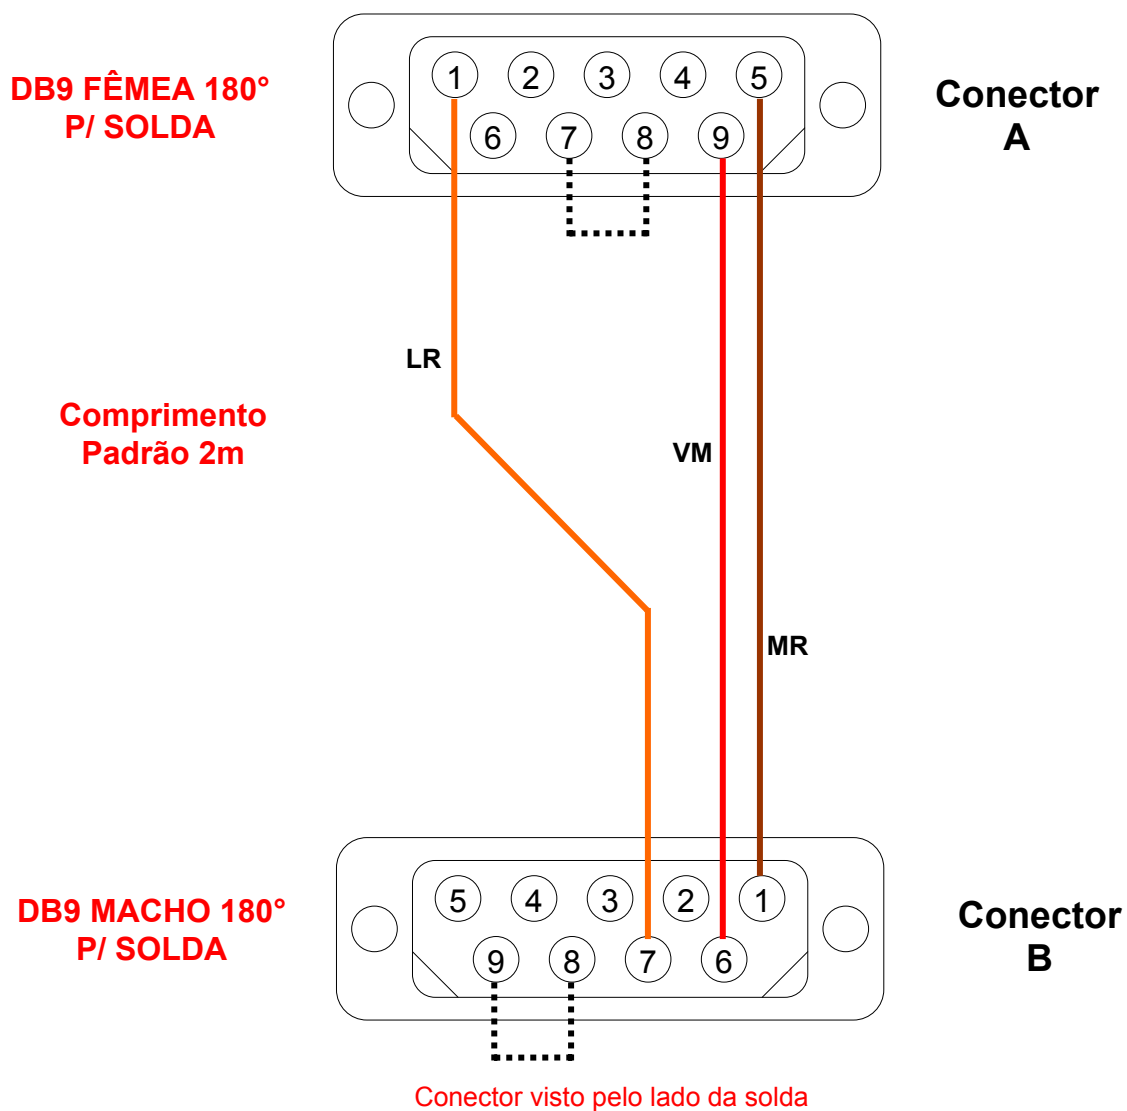 DB9 FÊMEA 180°
P/ SOLDA
1 2 3 4 5
6 7 8 9
Conector
A
LR
Comprimento
Padrão 2m
VM
MR
DB9 MACHO 180°
P/ SOLDA
5 4 3 2 1
9 8 7 6
Conector
B
Conector visto pelo lado da solda